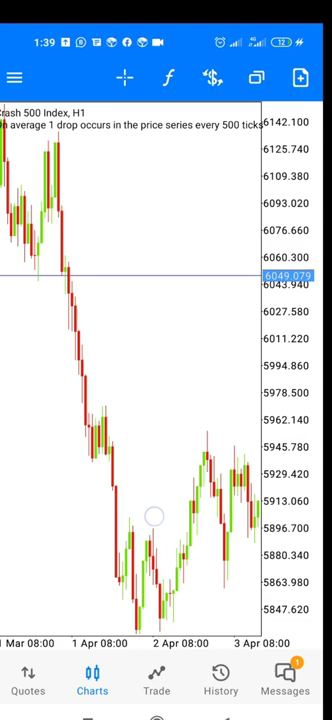 1:39
4G
12
rash 500 Index, H1
n average 1 drop occurs in the price series every 500 ticks
6142.100
6125.740
6109.380
6093.020
6076.660
6060.300
6049.079
6043.940
6027.580
6011.220
5994.860
5978.500
5962.140
5945.780
5929.420
5913.060
5896.700
5880.340
5863.980
5847.620
1 Mar 08:00
1 Apr 08:00
2 Apr 08:00
3 Apr 08:00
1
Quotes
Charts
Trade
History
Messages